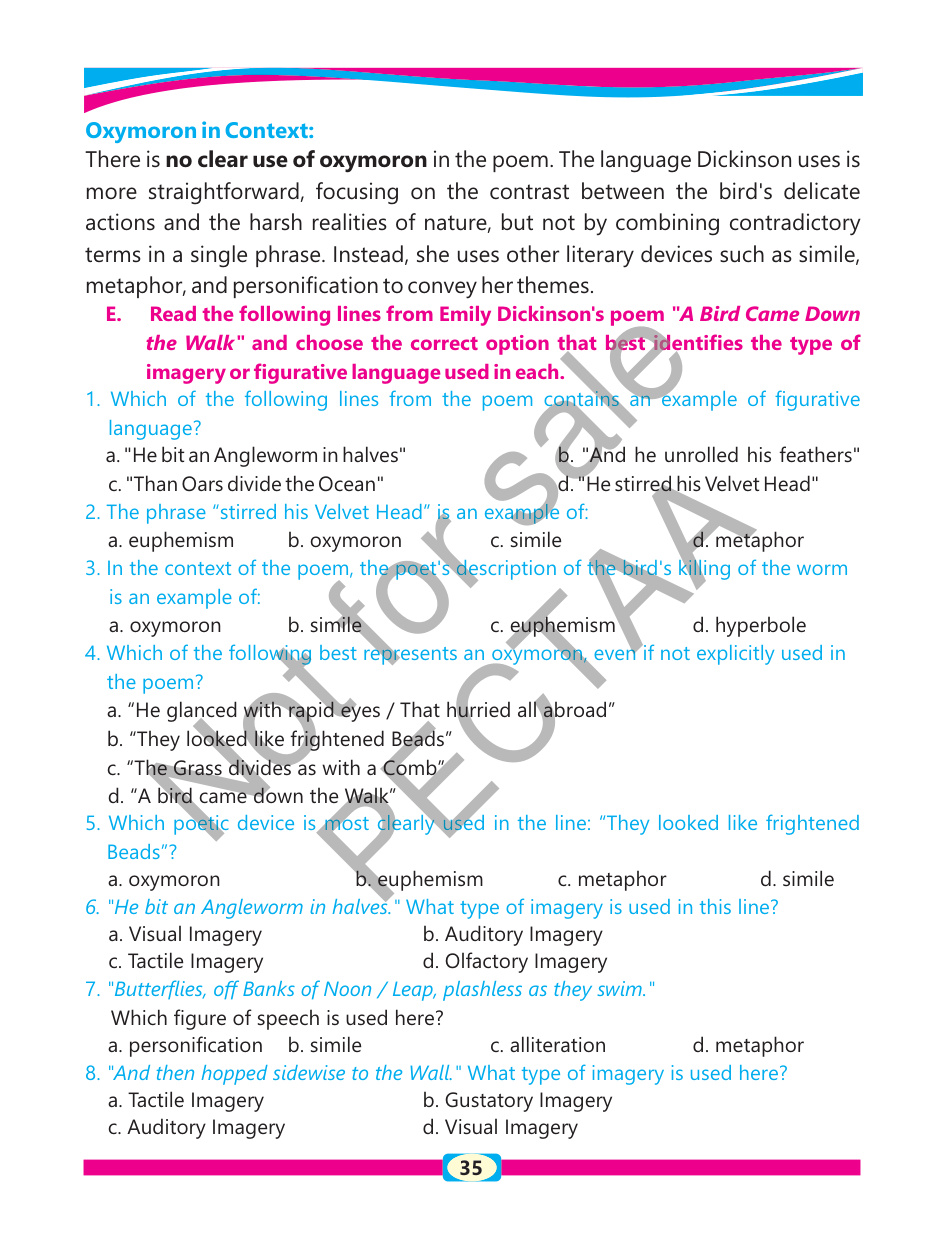 Oxymoron in Context:
There is no clear use of oxymoron in the poem. The language Dickinson uses is
more straightforward, focusing on the contrast between the bird's delicate
actions and the harsh realities of nature, but not by combining contradictory
terms in a single phrase. Instead, she uses other literary devices such as simile,
metaphor, and personification to convey her themes.
E. Read the following lines from Emily Dickinson's poem "A Bird Came Down
the Walk" and choose the correct option that best identifies the type of
imagery or figurative language used in each.
1. Which of the following lines from the poem contains an example of figurative
language?
a. "He bit an Angleworm in halves" b. "And he unrolled his feathers"
c. "Than Oars divide the Ocean" d. "He stirred his Velvet Head"
2. The phrase “stirred his Velvet Head” is an example of:
a. euphemism b. oxymoron c. simile d. metaphor
3. In the context of the poem, the poet's description of the bird's killing of the worm
is an example of:
a. oxymoron b. simile c. euphemism d. hyperbole
4. Which of the following best represents an oxymoron, even if not explicitly used in
the poem?
a. “He glanced with rapid eyes / That hurried all abroad”
b. “They looked like frightened Beads”
c. “The Grass divides as with a Comb”
d. “A bird came down the Walk”
5. Which poetic device is most clearly used in the line: “They looked like frightened
Beads”?
a. oxymoron b. euphemism c. metaphor d. simile
6. "He bit an Angleworm in halves." What type of imagery is used in this line?
a. Visual Imagery b. Auditory Imagery
c. Tactile Imagery d. Olfactory Imagery
7. "Butterflies, off Banks of Noon / Leap, plashless as they swim."
Which figure of speech is used here?
a. personification b. simile c. alliteration d. metaphor
8. "And then hopped sidewise to the Wall." What type of imagery is used here?
a. Tactile Imagery b. Gustatory Imagery
c. Auditory Imagery d. Visual Imagery
35
Not for sale
PECTAA